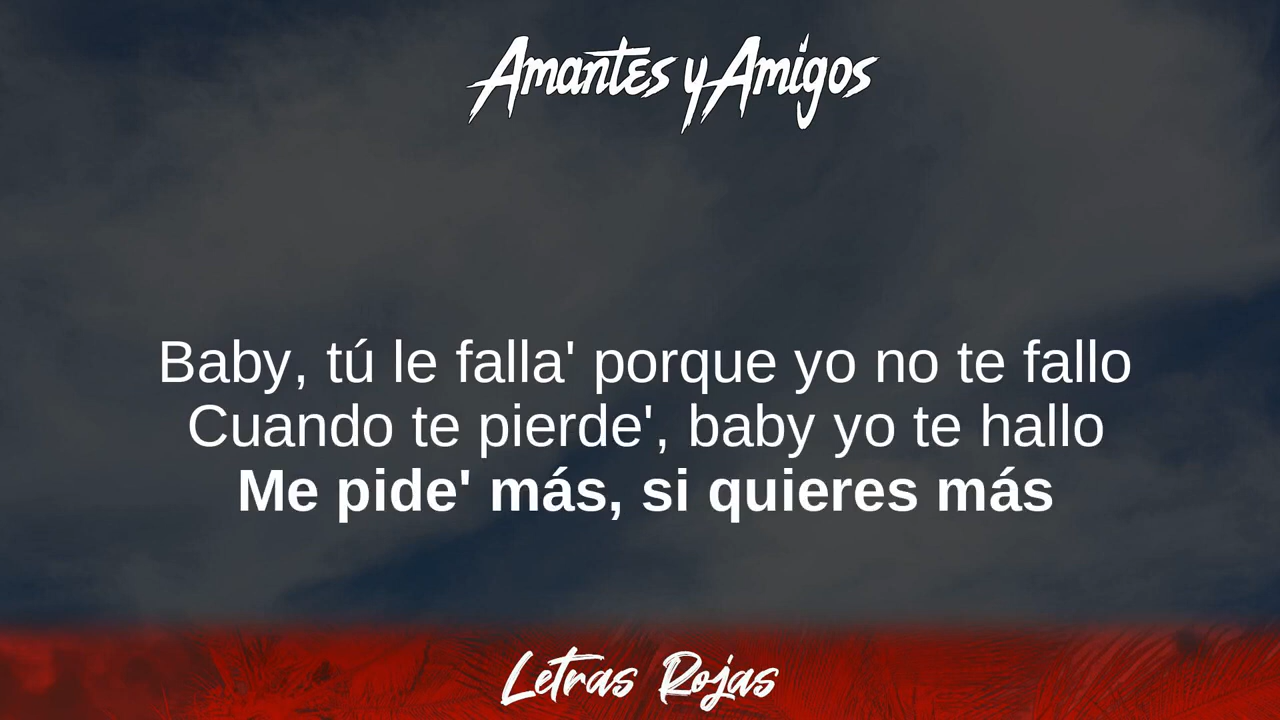 Amantes y Amigos
Baby, tú le falla' porque yo no te fallo
Cuando te pierde', baby yo te hallo
Me pide' más, si quieres más
Letras Rojas